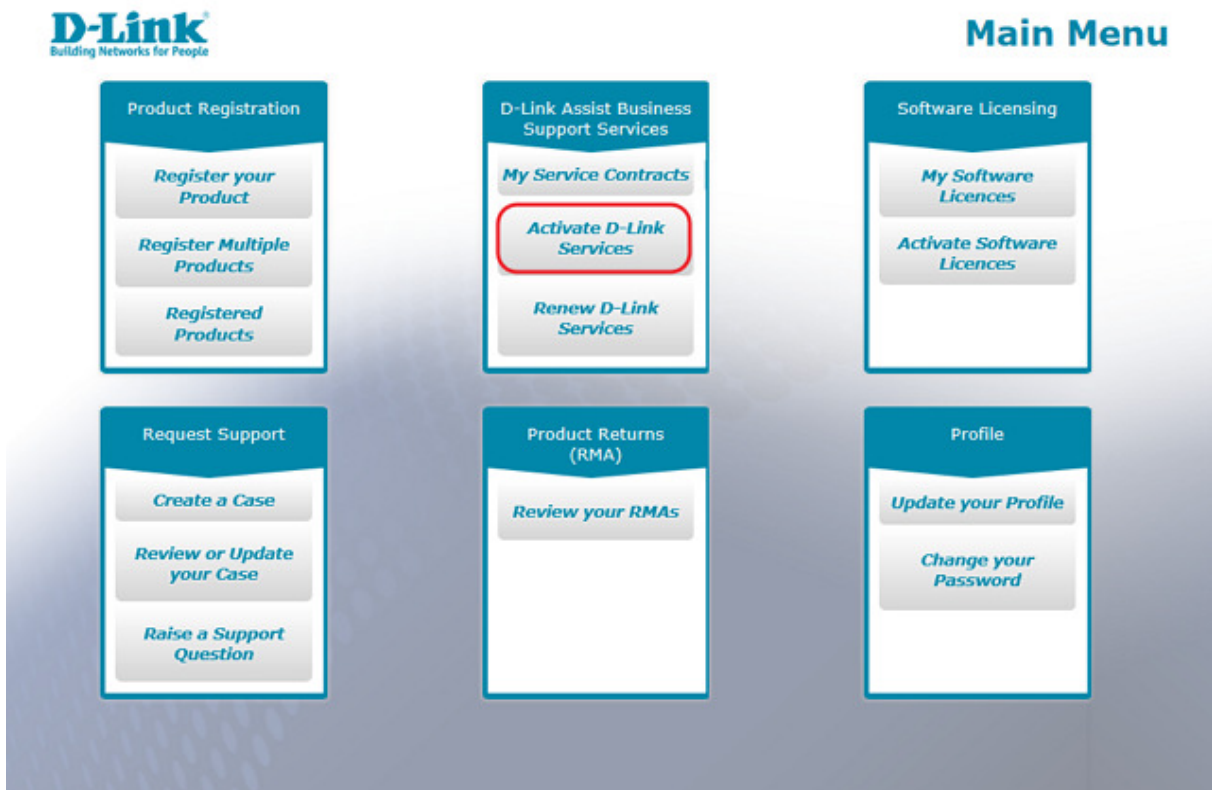 D-Link
Building Networks for People
Main Menu
Product Registration
Register your
Product
Register Multiple
Products
Registered
Products
D-Link Assist Business
Support Services
My Service Contracts
Activate D-Link
Services
Renew D-Link
Services
Software Licensing
My Software
Licences
Activate Software
Licences
Request Support
Create a Case
Review or Update
your Case
Raise a Support
Question
Product Returns
(RMA)
Review your RMAs
Profile
Update your Profile
Change your
Password